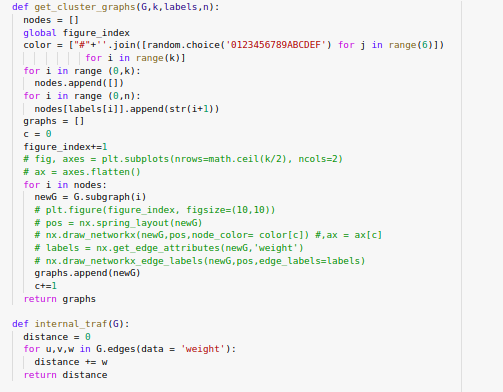 def get_cluster_graphs(G,k,labels,n):
  nodes = []
  global figure_index
  color = ["#"+''.join([random.choice('0123456789ABCDEF') for j in range(6)])
             for i in range(k)]
  for i in range (0,k):
    nodes.append([])
  for i in range (0,n):
    nodes[labels[i]].append(str(i+1))
  graphs = []
  c = 0
  figure_index+=1
  # fig, axes = plt.subplots(nrows=math.ceil(k/2), ncols=2)
  # ax = axes.flatten()
  for i in nodes:
    newG = G.subgraph(i)
    # plt.figure(figure_index, figsize=(10,10))
    # pos = nx.spring_layout(newG)
    # nx.draw_networkx(newG,pos,node_color= color[c]) #,ax = ax[c]
    # labels = nx.get_edge_attributes(newG,'weight')
    # nx.draw_networkx_edge_labels(newG,pos,edge_labels=labels)
    graphs.append(newG)
    c+=1
  return graphs

def internal_traf(G):
  distance = 0
  for u,v,w in G.edges(data = 'weight'):
    distance += w
  return distance